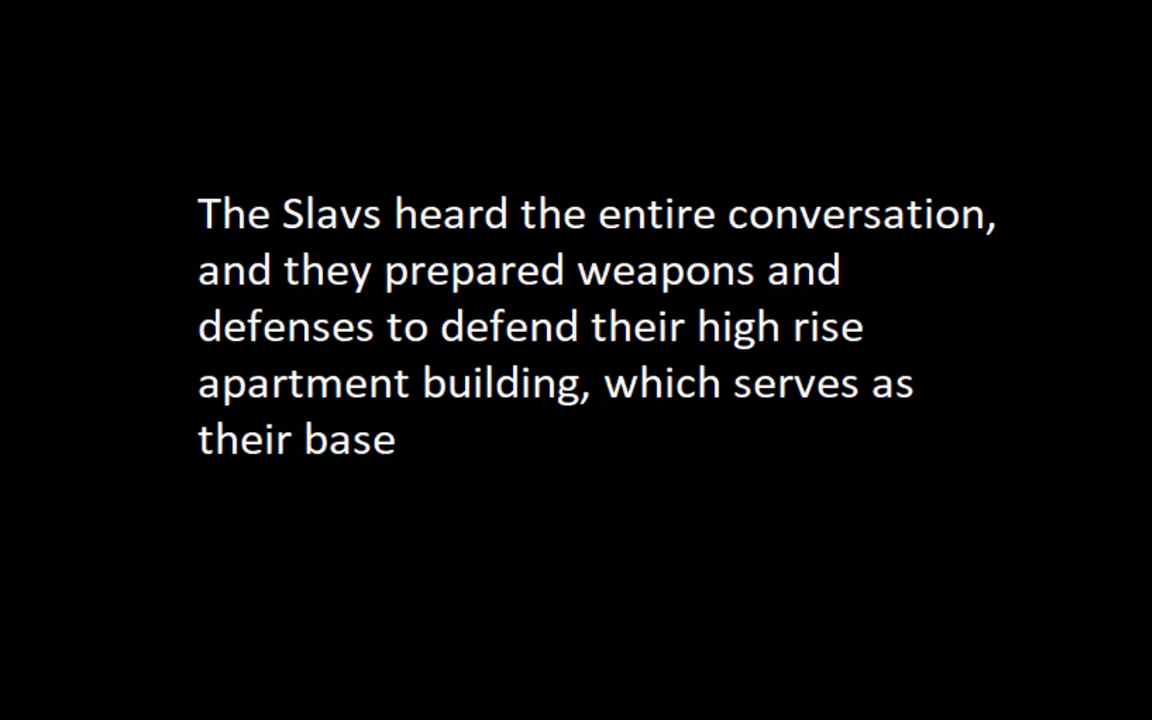 The Slavs heard the entire conversation,
and they prepared weapons and
defenses to defend their high rise
apartment building, which serves as
their base